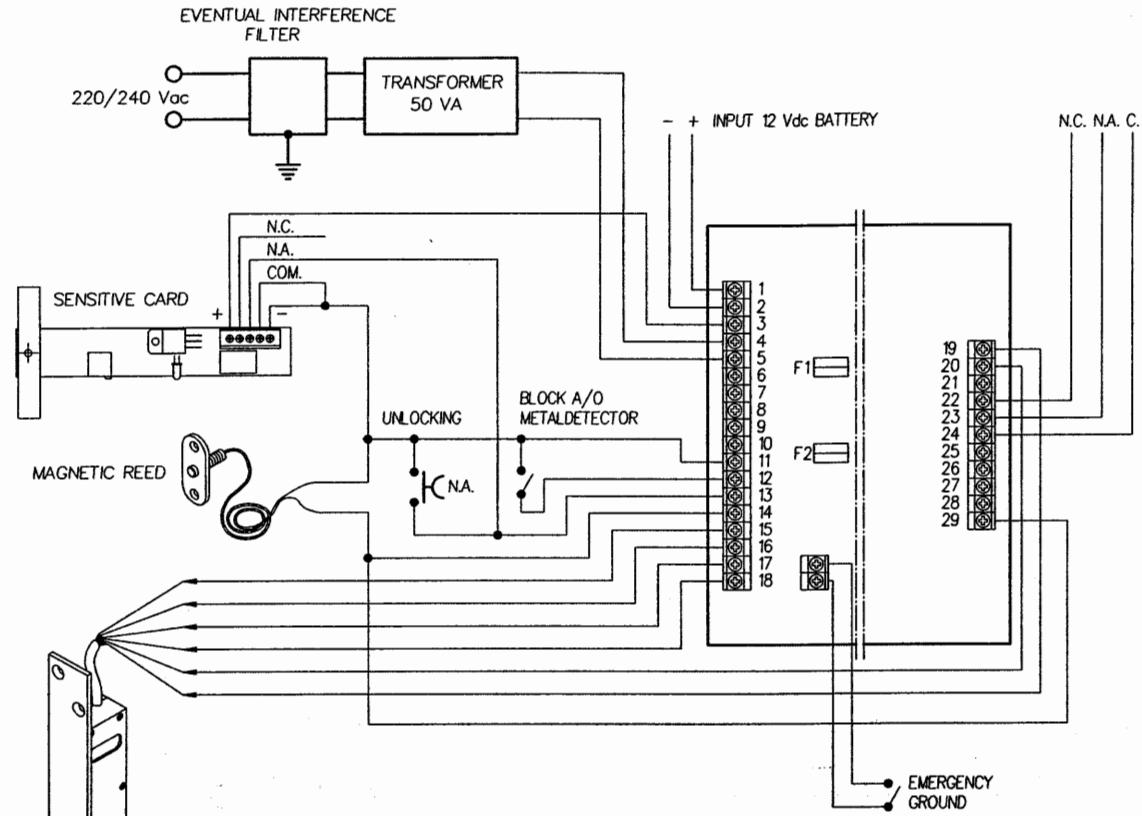 EVENTUAL INTERFERENCE
FILTER
220/240 Vac
TRANSFORMER
50 VA
- + INPUT 12 Vdc BATTERY
N.C. N.A. C.
N.C.
N.A.
COM.
SENSITIVE CARD
+ -
1
2
3
4
5
6
7
8
9
10
11
12
13
14
15
16
17
18
F1
F2
19
20
21
22
23
24
25
26
27
28
29
UNLOCKING
BLOCK A/O
METALDETECTOR
N.A.
MAGNETIC REED
EMERGENCY
GROUND